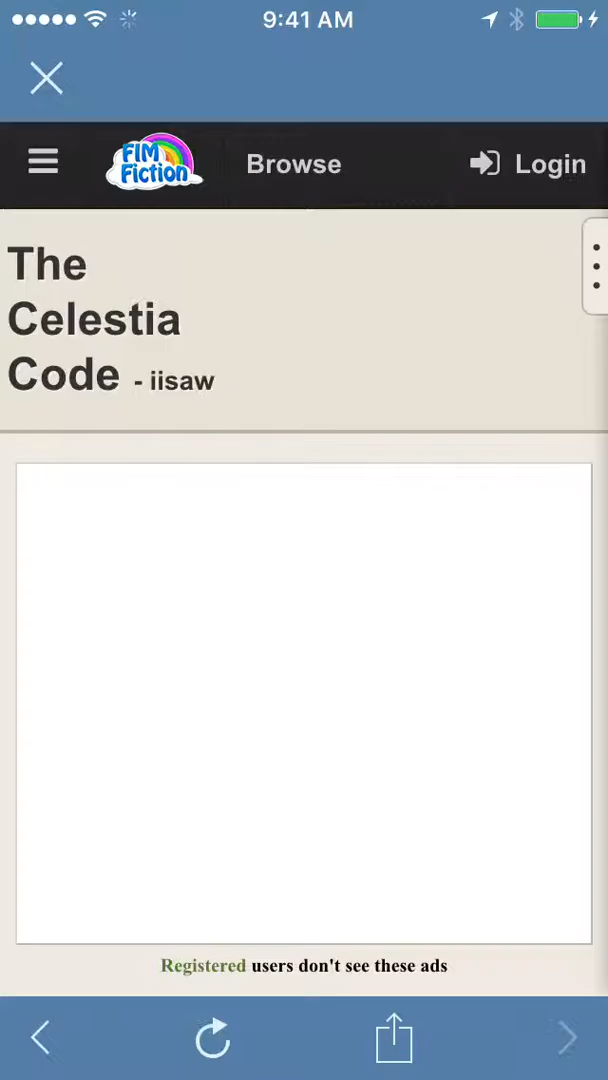 9:41 AM
FIM
Fiction
Browse
Login
The
Celestia
Code - iisaw
Registered users don't see these ads